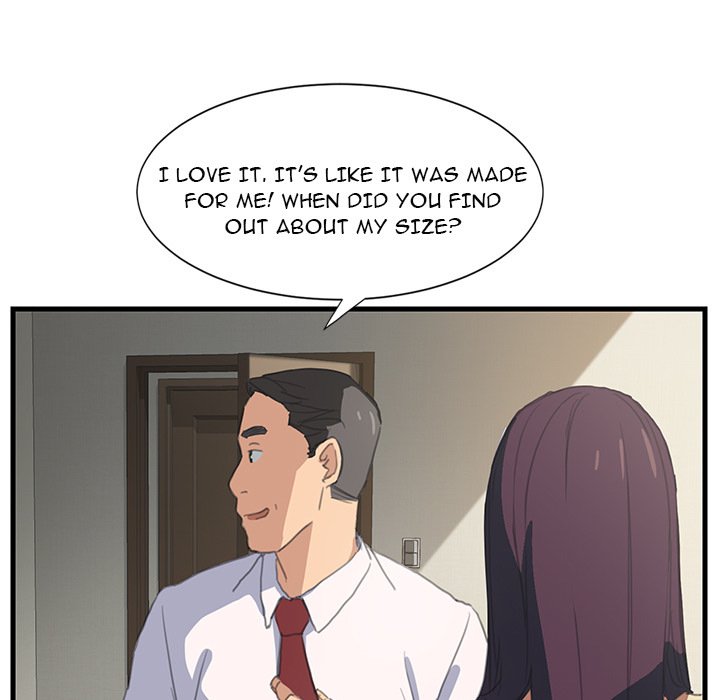 I LOVE IT. IT'S LIKE IT WAS MADE
FOR ME! WHEN DID YOU FIND
OUT ABOUT MY SIZE?